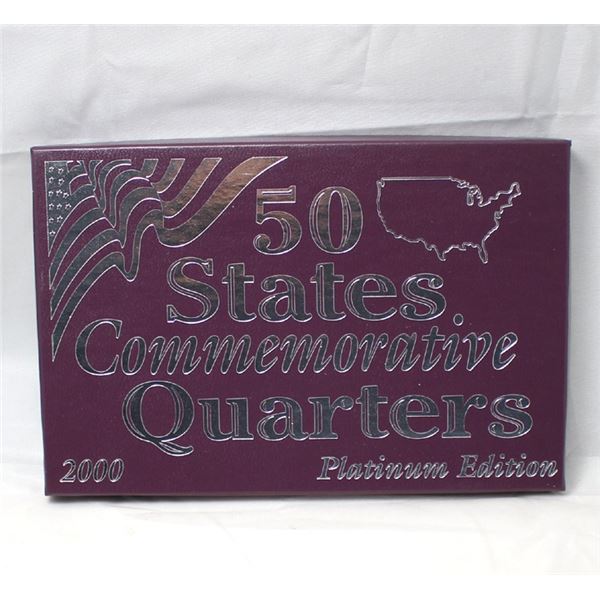 50
States
Commemorative
Quarters
2000 Platinum Edition